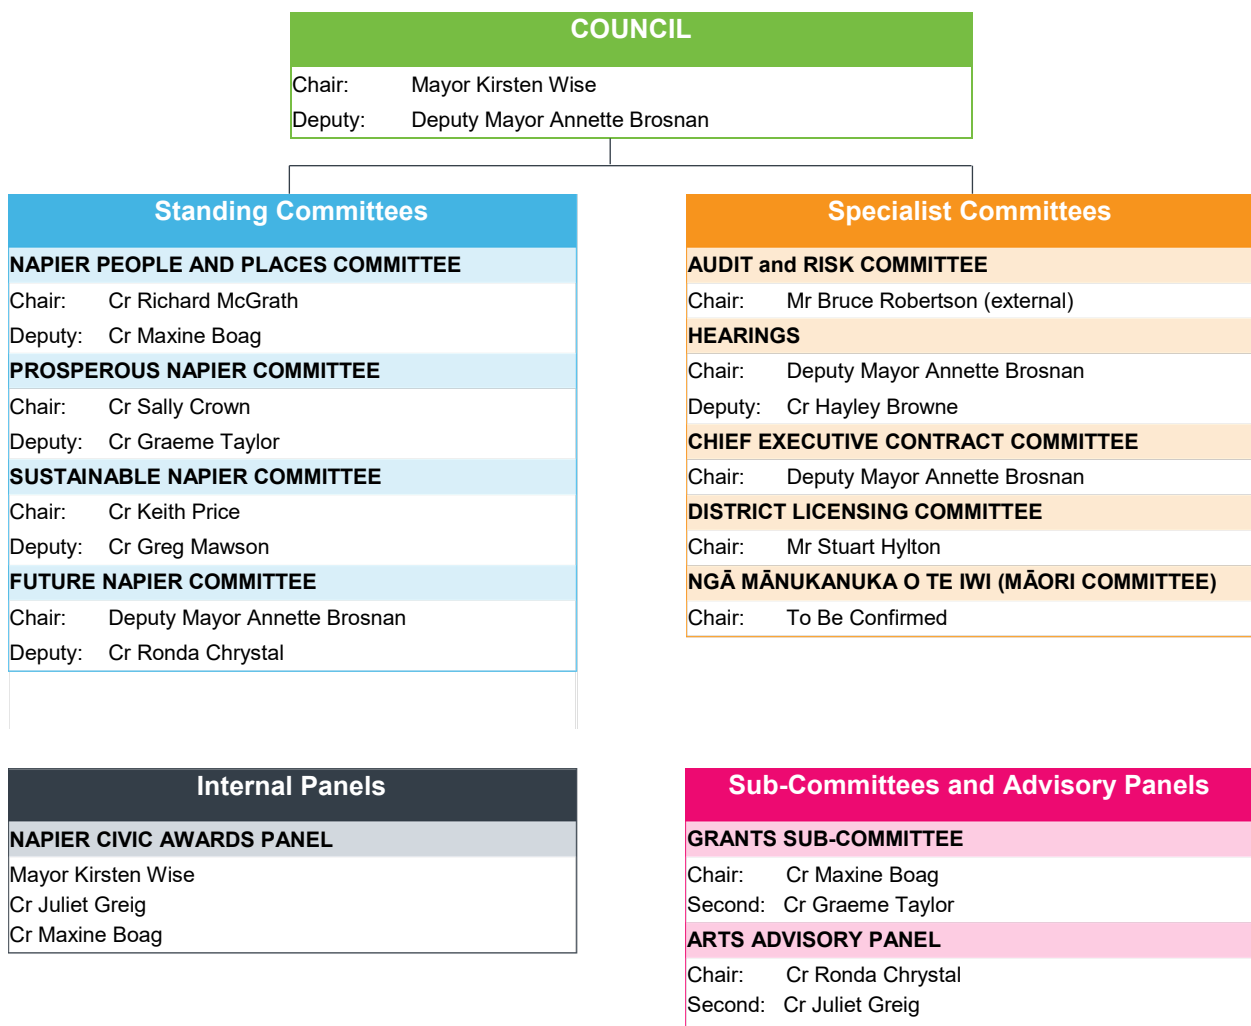 COUNCIL
Chair: Mayor Kirsten Wise
Deputy: Deputy Mayor Annette Brosnan
Standing Committees
NAPIER PEOPLE AND PLACES COMMITTEE
Chair: Cr Richard McGrath
Deputy: Cr Maxine Boag
PROSPEROUS NAPIER COMMITTEE
Chair: Cr Sally Crown
Deputy: Cr Graeme Taylor
SUSTAINABLE NAPIER COMMITTEE
Chair: Cr Keith Price
Deputy: Cr Greg Mawson
FUTURE NAPIER COMMITTEE
Chair: Deputy Mayor Annette Brosnan
Deputy: Cr Ronda Chrystal
Specialist Committees
AUDIT and RISK COMMITTEE
Chair: Mr Bruce Robertson (external)
HEARINGS
Chair: Deputy Mayor Annette Brosnan
Deputy: Cr Hayley Browne
CHIEF EXECUTIVE CONTRACT COMMITTEE
Chair: Deputy Mayor Annette Brosnan
DISTRICT LICENSING COMMITTEE
Chair: Mr Stuart Hylton
NGĀ MĀNUKANUKA O TE IWI (MĀORI COMMITTEE)
Chair: To Be Confirmed
Internal Panels
NAPIER CIVIC AWARDS PANEL
Mayor Kirsten Wise
Cr Juliet Greig
Cr Maxine Boag
Sub-Committees and Advisory Panels
GRANTS SUB-COMMITTEE
Chair: Cr Maxine Boag
Second: Cr Graeme Taylor
ARTS ADVISORY PANEL
Chair: Cr Ronda Chrystal
Second: Cr Juliet Greig